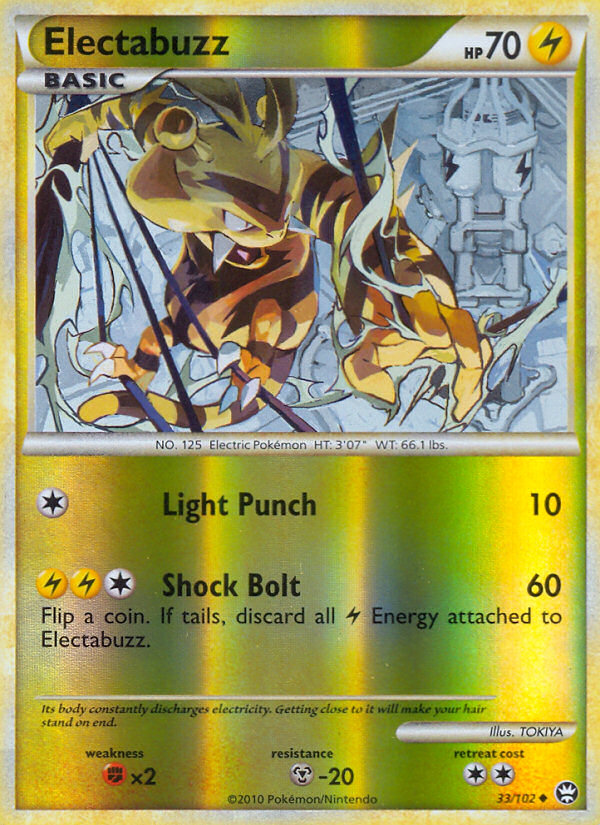 Electabuzz
HP 70
BASIC
NO. 125 Electric Pokémon HT: 3'07" WT: 66.1 lbs.
Light Punch 10
Shock Bolt 60
Flip a coin. If tails, discard all Energy attached to
Electabuzz.
Its body constantly discharges electricity. Getting close to it will make your hair
stand on end.
Illus. TOKIYA
weakness resistance retreat cost
x2 -20
©2010 Pokémon/Nintendo 33/102